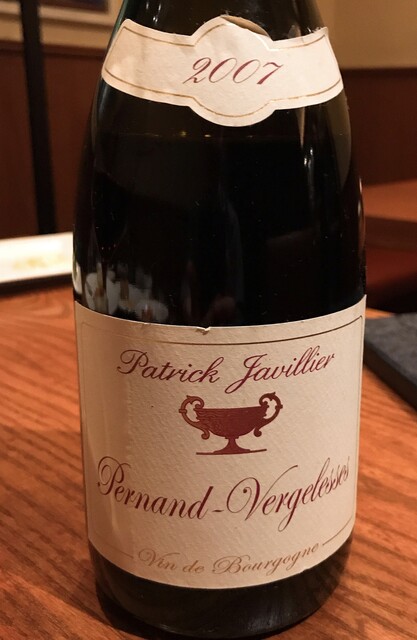 2007
Patrick Javillier
Pernand-Vergelesses
Vin de Bourgogne